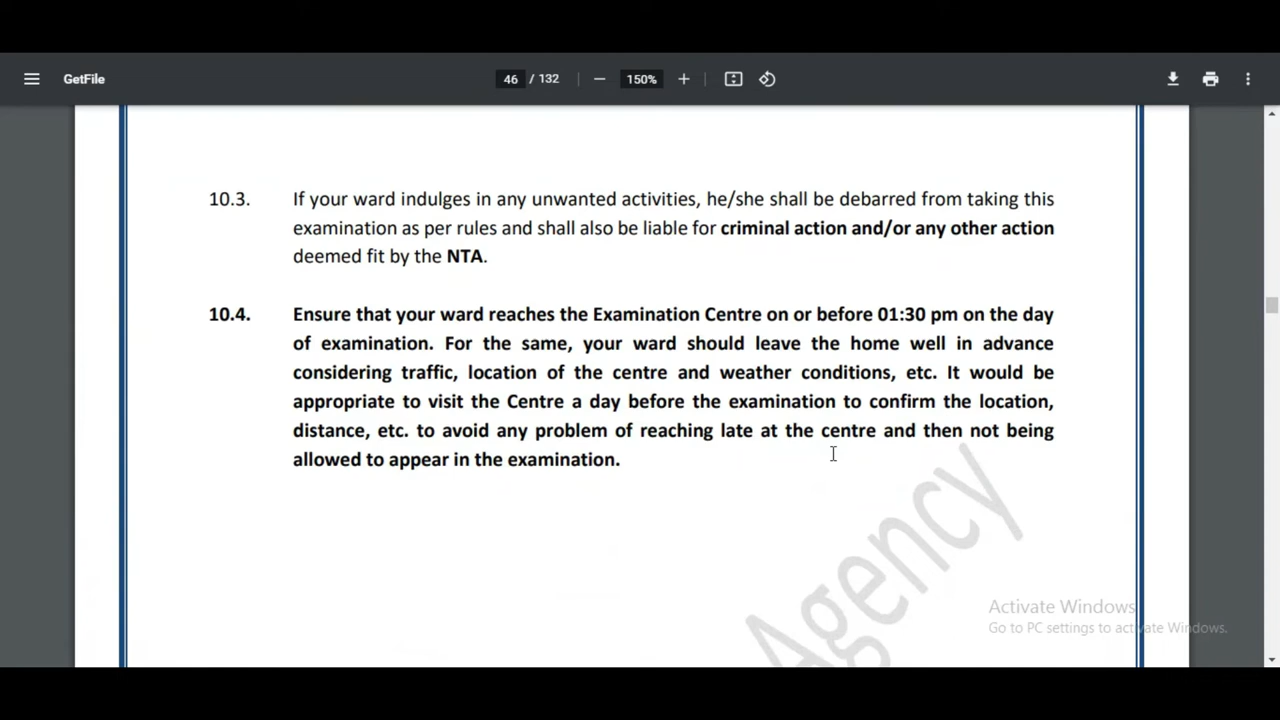 GetFile
46 / 132
150%
10.3. If your ward indulges in any unwanted activities, he/she shall be debarred from taking this
examination as per rules and shall also be liable for criminal action and/or any other action
deemed fit by the NTA.
10.4. Ensure that your ward reaches the Examination Centre on or before 01:30 pm on the day
of examination. For the same, your ward should leave the home well in advance
considering traffic, location of the centre and weather conditions, etc. It would be
appropriate to visit the Centre a day before the examination to confirm the location,
distance, etc. to avoid any problem of reaching late at the centre and then not being
allowed to appear in the examination.
Agency
Activate Windows
Go to PC settings to activate Windows.